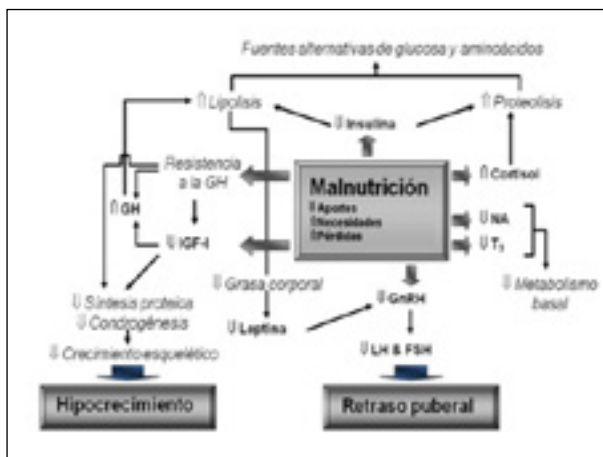 Fuentes alternativas de glucosa y aminoácidos
⇑ Lipolisis
⇑ Proteolisis
⇓ Insulina
Resistencia
a la GH
Malnutrición
⇓ Aportes
⇑ Necesidades
⇑ Pérdidas
⇑ Cortisol
⇑ GH
⇓ NA
⇓ IGF-I
⇓ T₃
⇓ Grasa corporal
⇓ GnRH
⇓ Metabolismo
basal
⇓ Síntesis proteica
⇓ Condrogénesis
⇓ Leptina
⇓ Crecimiento esquelético
⇓ LH & FSH
Hipocrecimiento
Retraso puberal